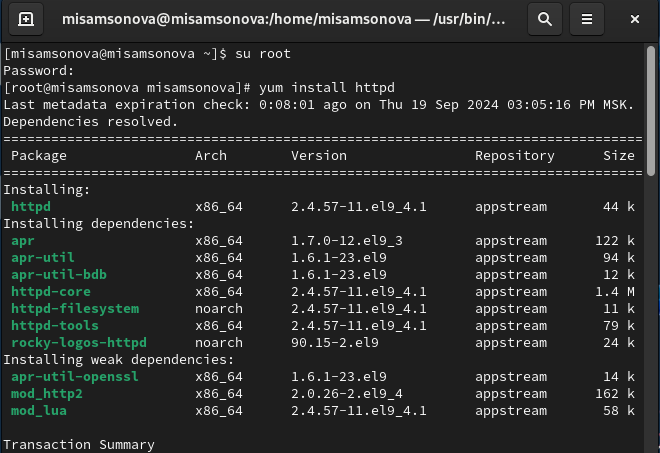 misamsonova@misamsonova:/home/misamsonova — /usr/bin/...
[misamsonova@misamsonova ~]$ su root
Password:
[root@misamsonova misamsonova]# yum install httpd
Last metadata expiration check: 0:08:01 ago on Thu 19 Sep 2024 03:05:16 PM MSK.
Dependencies resolved.
================================================================================
Package Arch Version Repository Size
================================================================================
Installing:
httpd x86_64 2.4.57-11.el9_4.1 appstream 44 k
Installing dependencies:
apr x86_64 1.7.0-12.el9_3 appstream 122 k
apr-util x86_64 1.6.1-23.el9 appstream 94 k
apr-util-bdb x86_64 1.6.1-23.el9 appstream 12 k
httpd-core x86_64 2.4.57-11.el9_4.1 appstream 1.4 M
httpd-filesystem noarch 2.4.57-11.el9_4.1 appstream 11 k
httpd-tools x86_64 2.4.57-11.el9_4.1 appstream 79 k
rocky-logos-httpd noarch 90.15-2.el9 appstream 24 k
Installing weak dependencies:
apr-util-openssl x86_64 1.6.1-23.el9 appstream 14 k
mod_http2 x86_64 2.0.26-2.el9_4 appstream 162 k
mod_lua x86_64 2.4.57-11.el9_4.1 appstream 58 k
Transaction Summary